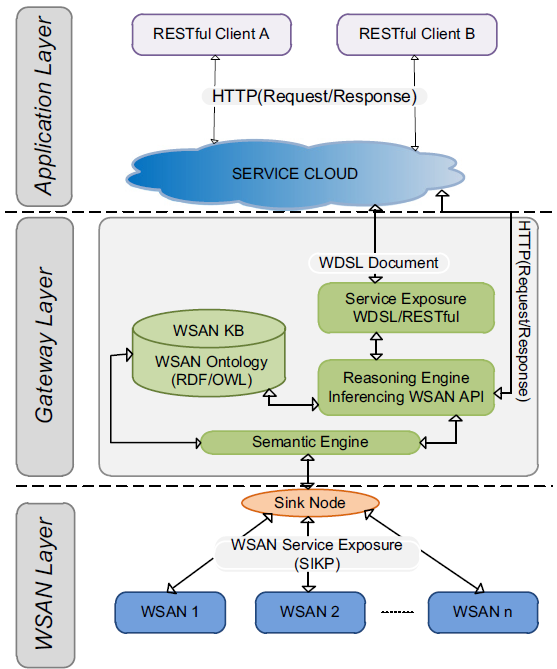 Application Layer
RESTful Client A
RESTful Client B
HTTP(Request/Response)
SERVICE CLOUD
Gateway Layer
WDSL Document
HTTP(Request/Response)
Service Exposure
WDSL/RESTful
WSAN KB
WSAN Ontology
(RDF/OWL)
Reasoning Engine
Inferencing WSAN API
Semantic Engine
WSAN Layer
Sink Node
WSAN Service Exposure
(SIKP)
WSAN 1
WSAN 2
WSAN n